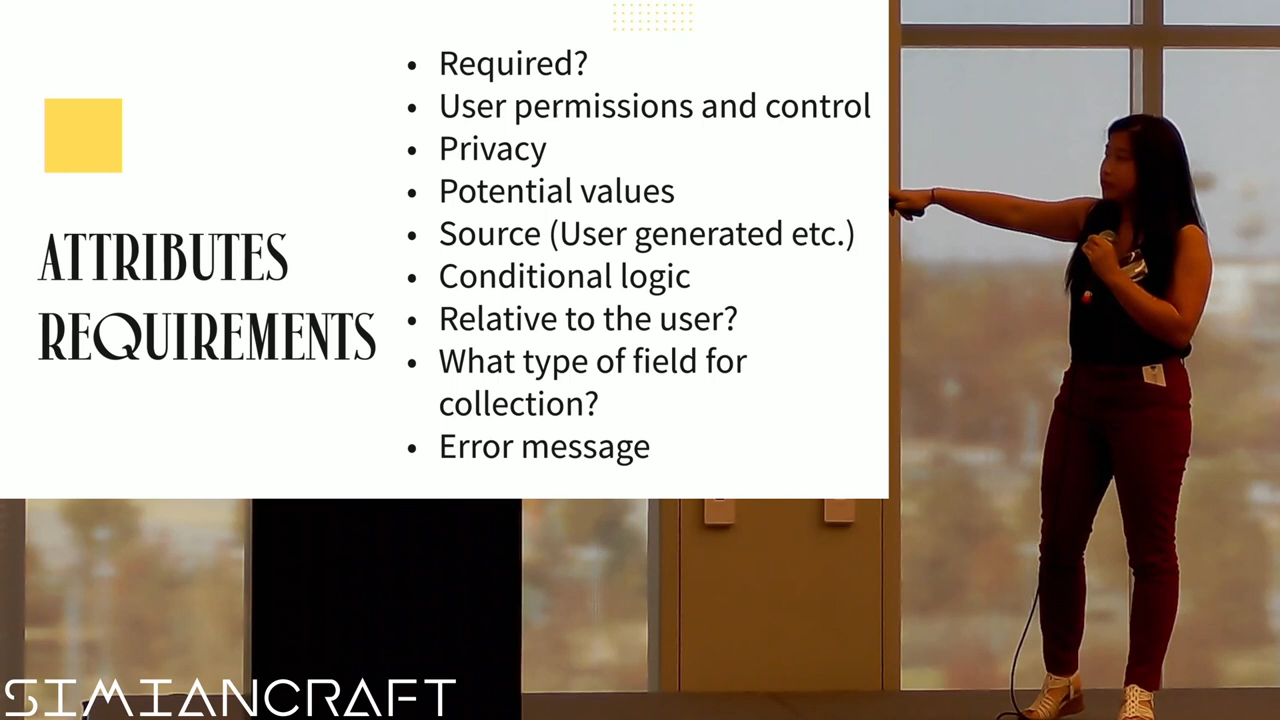 ATTRIBUTES
REQUIREMENTS
• Required?
• User permissions and control
• Privacy
• Potential values
• Source (User generated etc.)
• Conditional logic
• Relative to the user?
• What type of field for
collection?
• Error message
SIMIANCRAFT